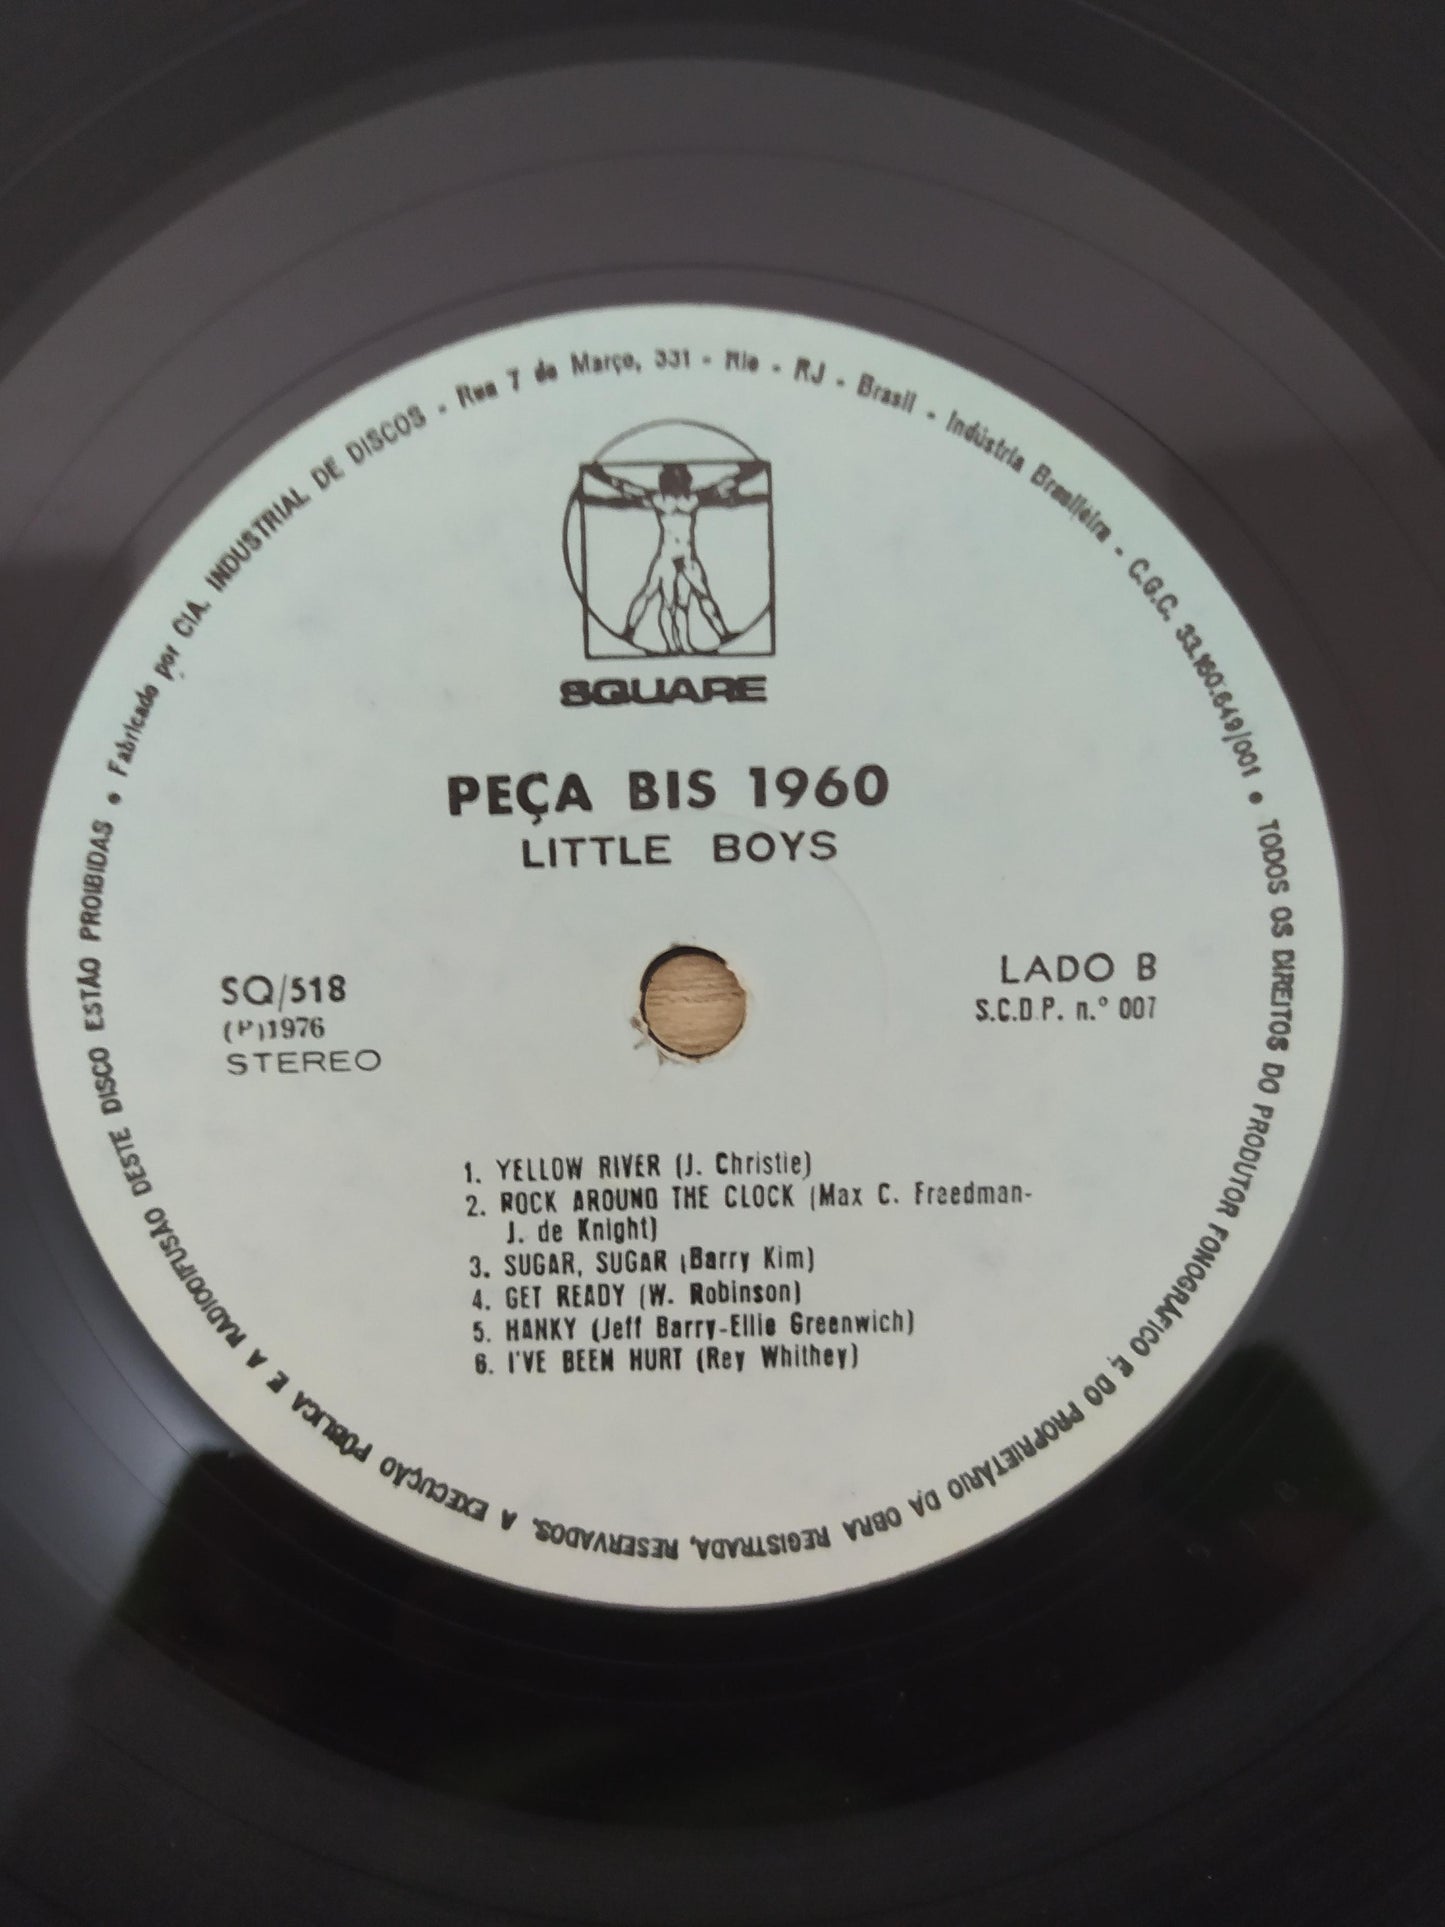 • Fabricado por CIA. INDUSTRIAL DE DISCOS - Rua 7 de Março, 331 - Rio - RJ - Brasil - Indústria Brasileira - C.G.C. 33.160.649/001 • TODOS OS DIREITOS DO PRODUTOR FONOGRÁFICO E DO PROPRIETÁRIO DA OBRA REGISTRADA, RESERVADOS. A EXECUÇÃO PÚBLICA E A RADIODIFUSÃO DESTE DISCO ESTÃO PROIBIDAS
SQUARE
PEÇA BIS 1960
LITTLE BOYS
SQ/518
(P)1976
STEREO
LADO B
S.C.D.P. n.º 007
1. YELLOW RIVER (J. Christie)
2. ROCK AROUND THE CLOCK (Max C. Freedman-
J. de Knight)
3. SUGAR, SUGAR (Barry Kim)
4. GET READY (W. Robinson)
5. HANKY (Jeff Barry-Ellie Greenwich)
6. I'VE BEEN HURT (Rey Whithey)